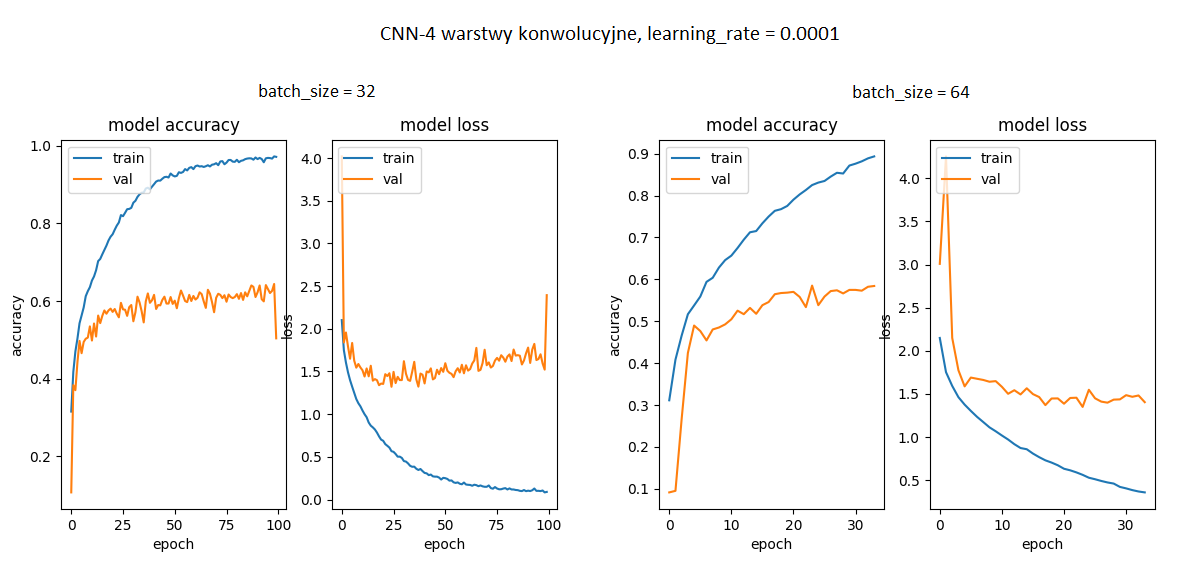 CNN-4 warstwy konwolucyjne, learning_rate = 0.0001
batch_size = 32
batch_size = 64
model accuracy
train
val
1.0
0.8
0.6
0.4
0.2
accuracy
0
25
50
75
100
epoch
model loss
train
val
4.0
3.5
3.0
2.5
2.0
1.5
1.0
0.5
0.0
loss
0
25
50
75
100
epoch
model accuracy
train
val
0.9
0.8
0.7
0.6
0.5
0.4
0.3
0.2
0.1
accuracy
0
10
20
30
epoch
model loss
train
val
4.0
3.5
3.0
2.5
2.0
1.5
1.0
0.5
loss
0
10
20
30
epoch